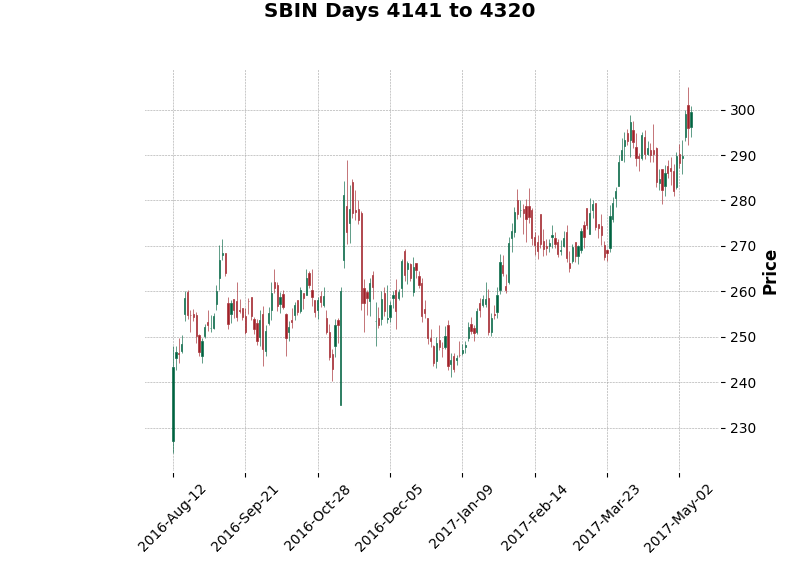 SBIN Days 4141 to 4320
300
290
280
270
260
250
240
230
Price
2016-Aug-12
2016-Sep-21
2016-Oct-28
2016-Dec-05
2017-Jan-09
2017-Feb-14
2017-Mar-23
2017-May-02